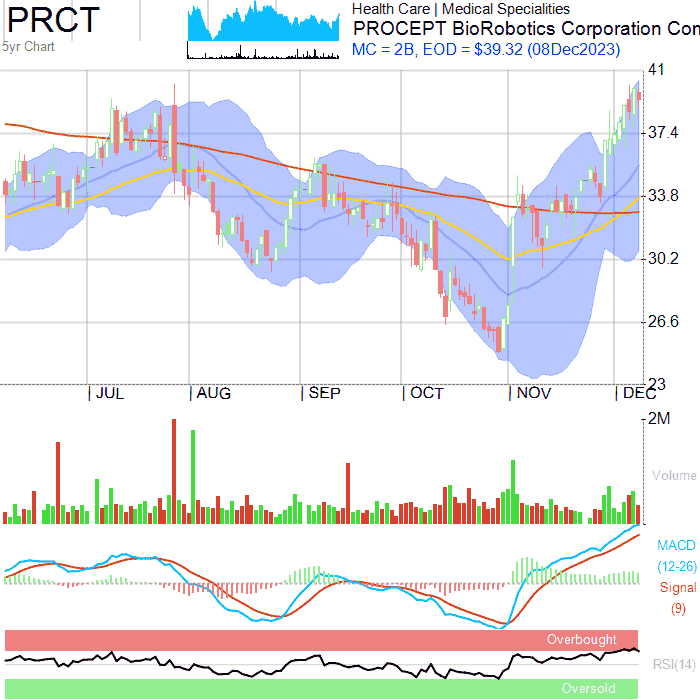 PRCT
5yr Chart
Health Care | Medical Specialities
PROCEPT BioRobotics Corporation Con
MC = 2B, EOD = $39.32 (08Dec2023)
41
37.4
33.8
30.2
26.6
23
JUL AUG SEP OCT NOV DEC
2M
Volume
MACD
(12-26)
Signal
(9)
Overbought
RSI(14)
Oversold